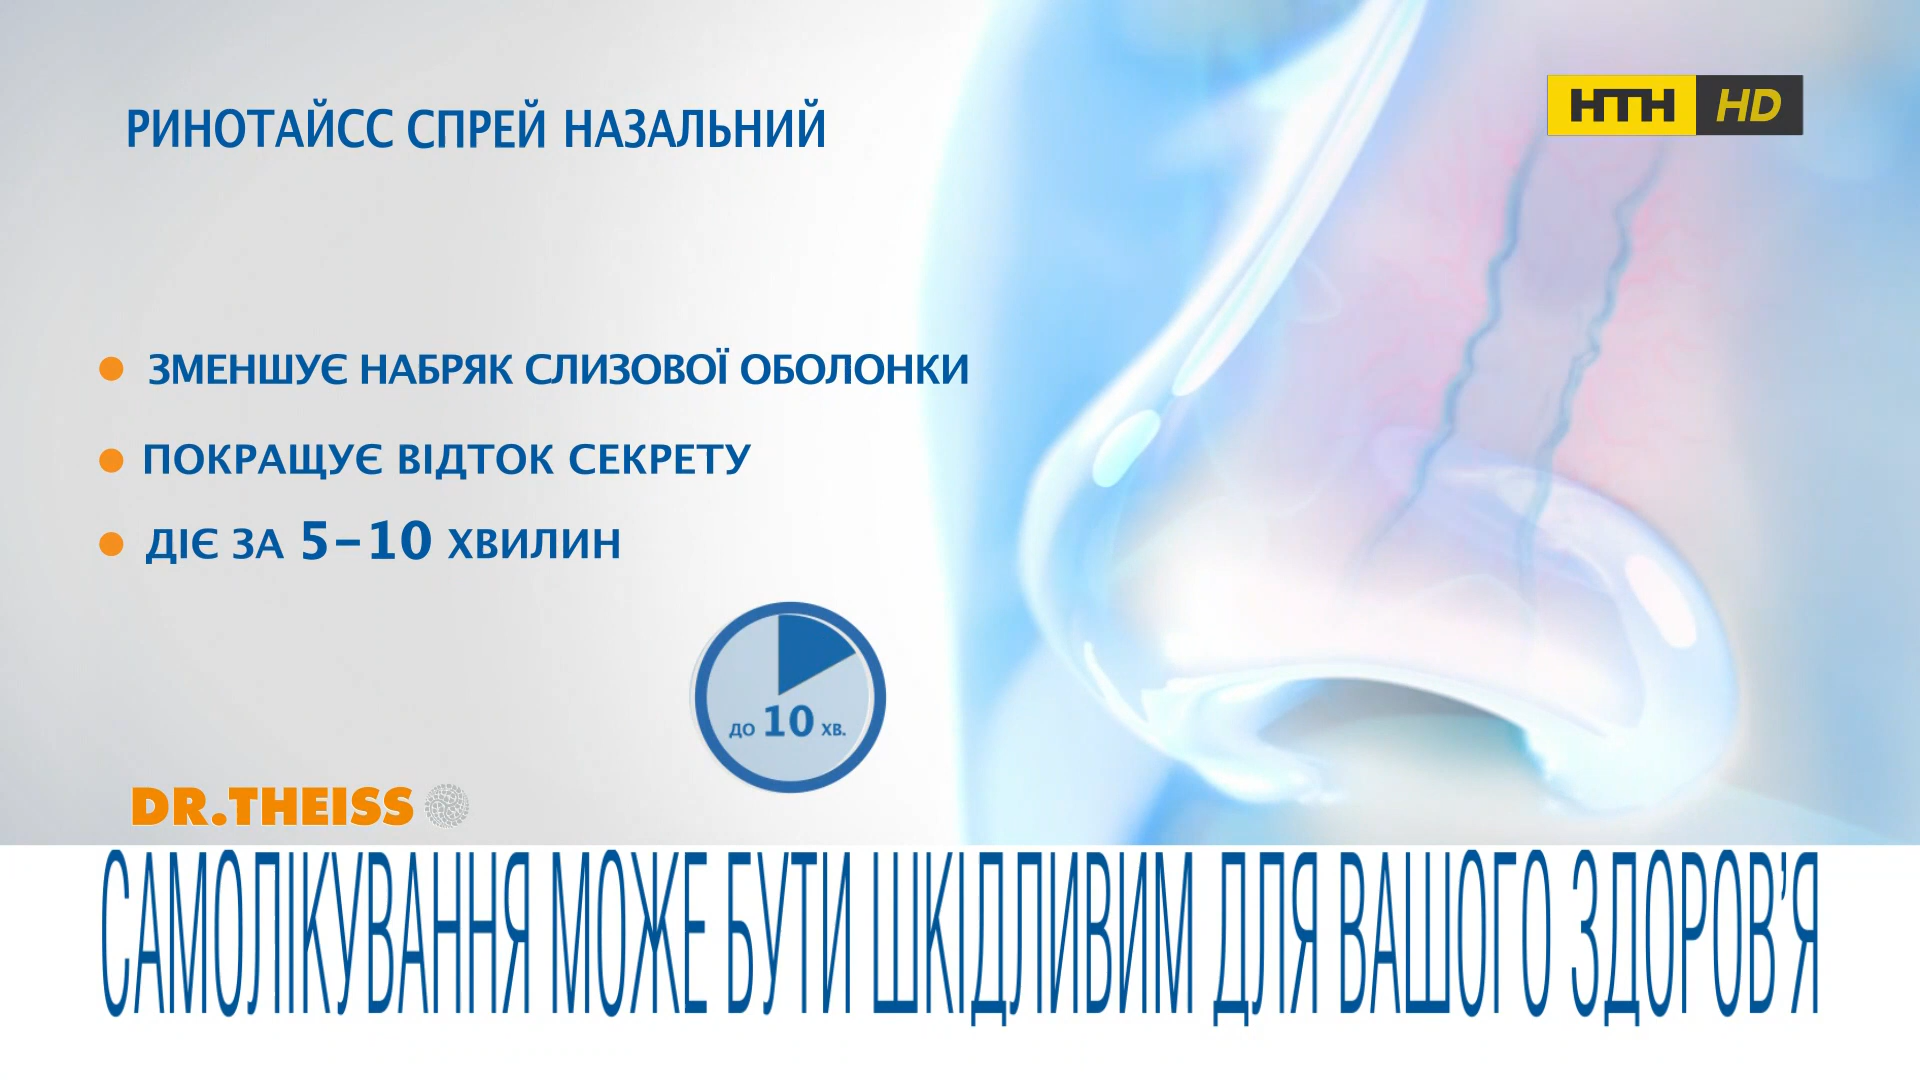 РИНОТАЙСС СПРЕЙ НАЗАЛЬНИЙ
НТН HD
ЗМЕНШУЄ НАБРЯК СЛИЗОВОЇ ОБОЛОНКИ
ПОКРАЩУЄ ВІДТОК СЕКРЕТУ
ДІЄ ЗА 5–10 ХВИЛИН
ДО 10 ХВ.
DR.THEISS
САМОЛІКУВАННЯ МОЖЕ БУТИ ШКІДЛИВИМ ДЛЯ ВАШОГО ЗДОРОВ’Я